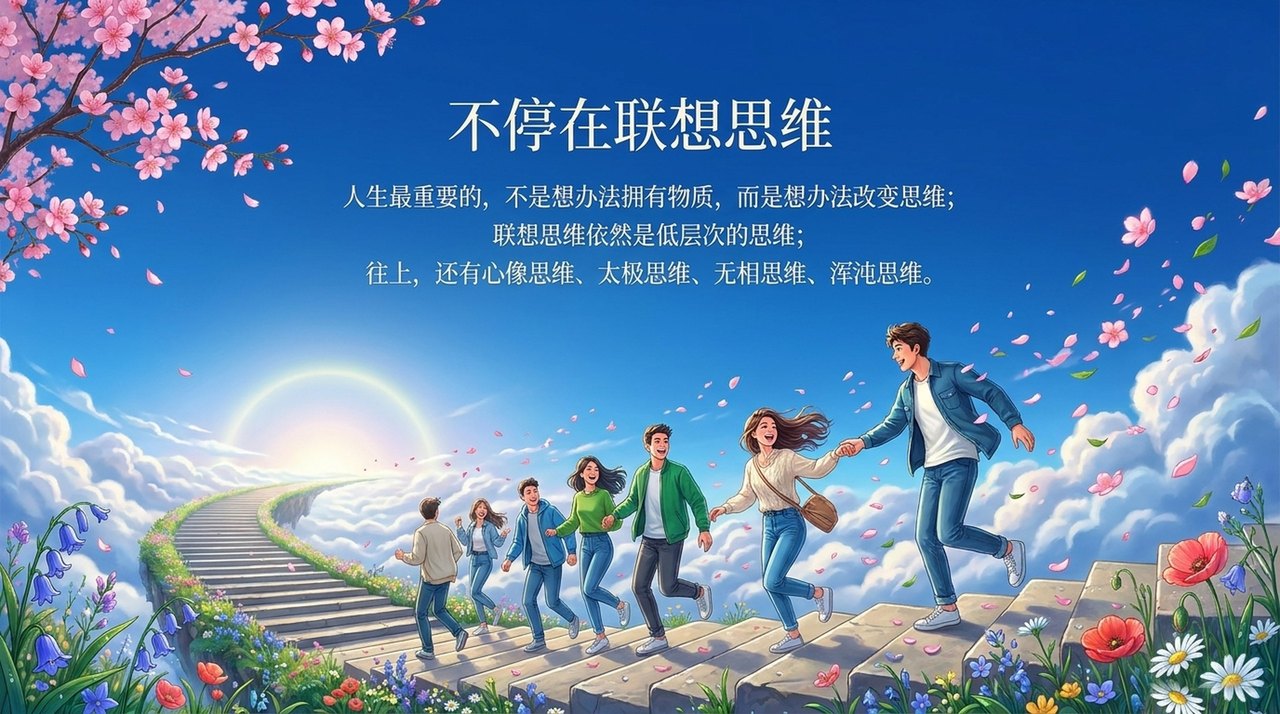 不停在联想思维
人生最重要的，不是想办法拥有物质，而是想办法改变思维；
联想思维依然是低层次的思维；
往上，还有心像思维、太极思维、无相思维、浑沌思维。